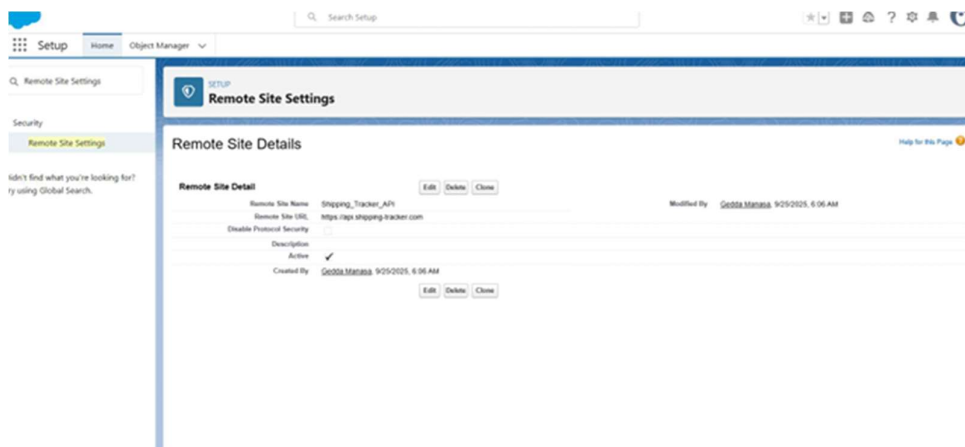 Search Setup
Setup Home Object Manager
Remote Site Settings
Security
Remote Site Settings
idn't find what you're looking for?
ry using Global Search.
SETUP
Remote Site Settings
Remote Site Details
Help for this Page
Remote Site Detail Edit Delete Clone
Remote Site Name Shipping_Tracker_API Modified By Gedda Manasa, 9/25/2025, 6:06 AM
Remote Site URL https://api.shipping-tracker.com
Disable Protocol Security
Description
Active
Created By Gedda Manasa, 9/25/2025, 6:06 AM
Edit Delete Clone